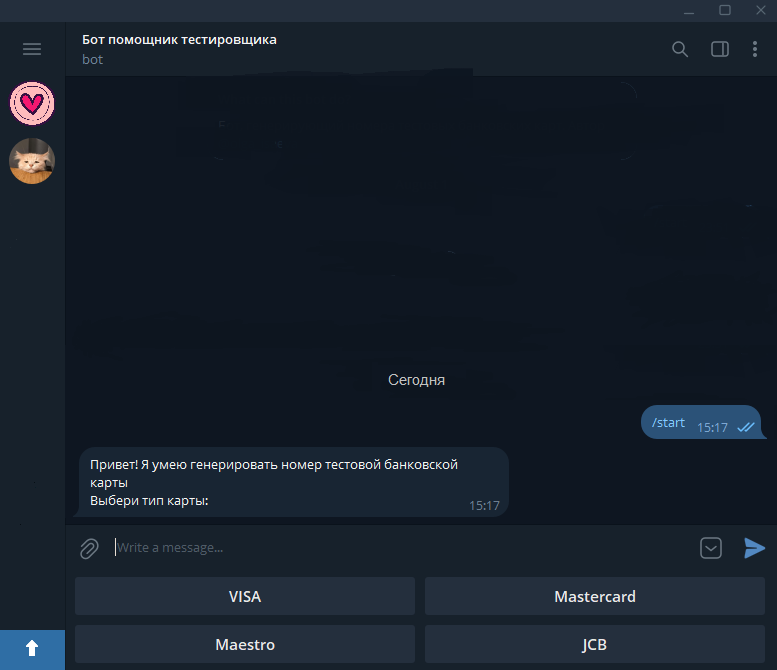 Бот помощник тестировщика
bot
Сегодня
/start 15:17
Привет! Я умею генерировать номер тестовой банковской
карты
Выбери тип карты:
15:17
Write a message...
VISA
Mastercard
Maestro
JCB